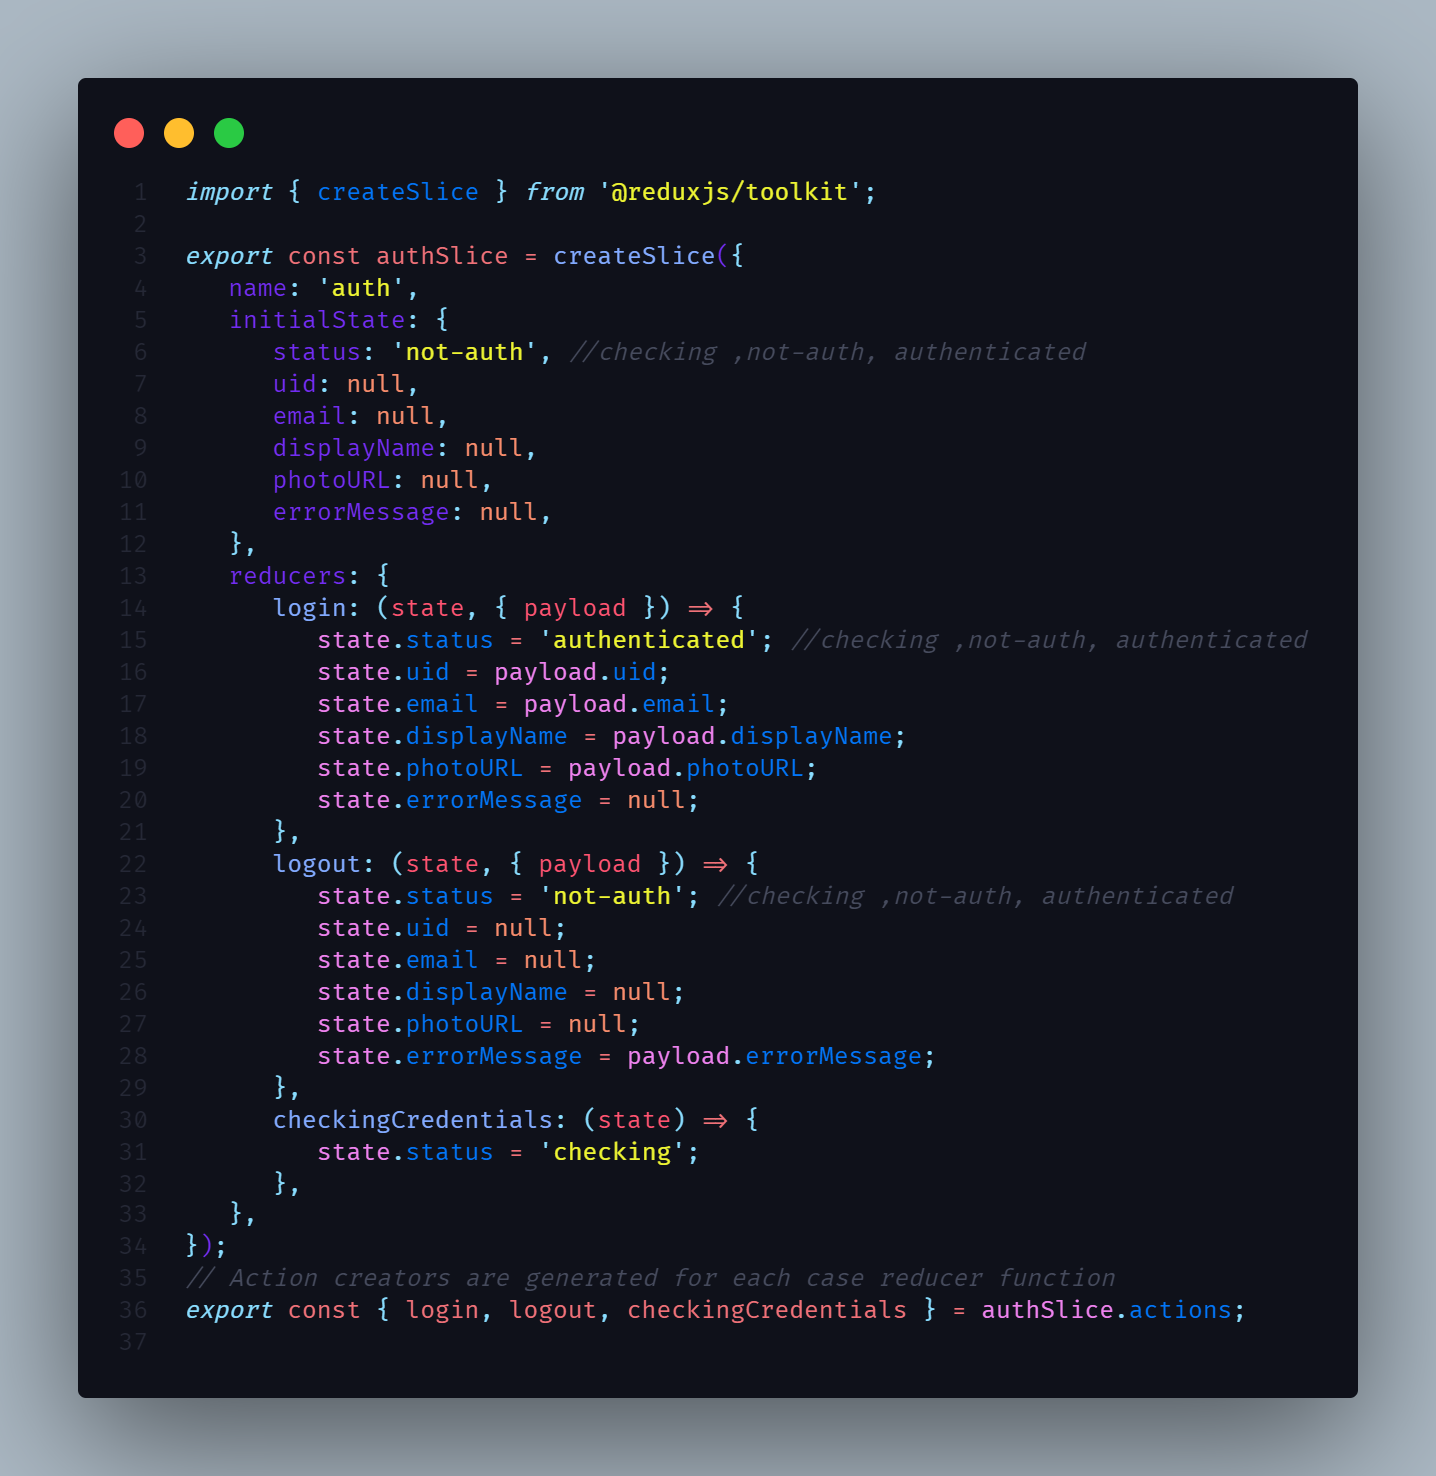 1 import { createSlice } from '@reduxjs/toolkit';
2
3 export const authSlice = createSlice({
4    name: 'auth',
5    initialState: {
6       status: 'not-auth', //checking ,not-auth, authenticated
7       uid: null,
8       email: null,
9       displayName: null,
10       photoURL: null,
11       errorMessage: null,
12    },
13    reducers: {
14       login: (state, { payload }) => {
15          state.status = 'authenticated'; //checking ,not-auth, authenticated
16          state.uid = payload.uid;
17          state.email = payload.email;
18          state.displayName = payload.displayName;
19          state.photoURL = payload.photoURL;
20          state.errorMessage = null;
21       },
22       logout: (state, { payload }) => {
23          state.status = 'not-auth'; //checking ,not-auth, authenticated
24          state.uid = null;
25          state.email = null;
26          state.displayName = null;
27          state.photoURL = null;
28          state.errorMessage = payload.errorMessage;
29       },
30       checkingCredentials: (state) => {
31          state.status = 'checking';
32       },
33    },
34 });
35 // Action creators are generated for each case reducer function
36 export const { login, logout, checkingCredentials } = authSlice.actions;
37